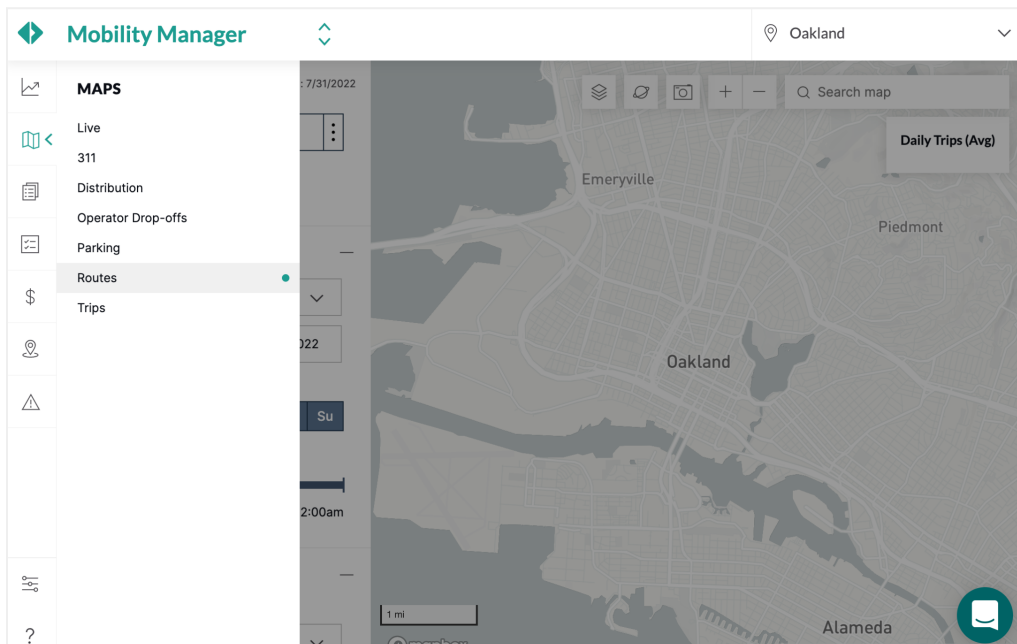 Mobility Manager
Oakland
MAPS
Live
311
Distribution
Operator Drop-offs
Parking
Routes
Trips
: 7/31/2022
022
Su
2:00am
Search map
Daily Trips (Avg)
Emeryville
Piedmont
Oakland
Alameda
1 mi
mapbox
$
?